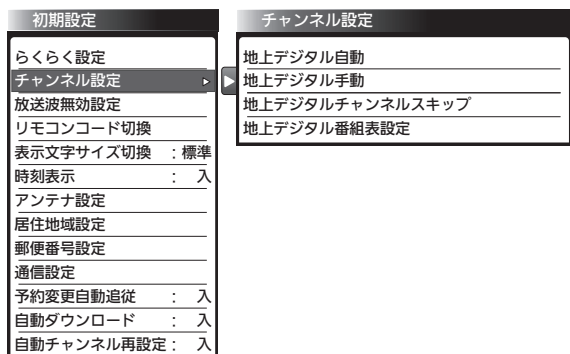 初期設定
らくらく設定
チャンネル設定
放送波無効設定
リモコンコード切換
表示文字サイズ切換 ：標準
時刻表示 ： 入
アンテナ設定
居住地域設定
郵便番号設定
通信設定
予約変更自動追従 ： 入
自動ダウンロード ： 入
自動チャンネル再設定： 入
チャンネル設定
地上デジタル自動
地上デジタル手動
地上デジタルチャンネルスキップ
地上デジタル番組表設定